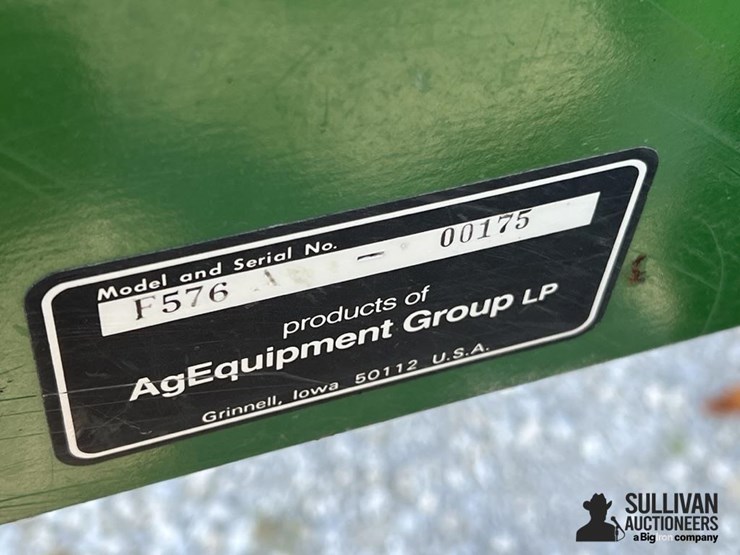 Model and Serial No.
F576 A - 00175
products of
AgEquipment Group LP
Grinnell, Iowa 50112 U.S.A.
SULLIVAN
AUCTIONEERS
a BigIron company